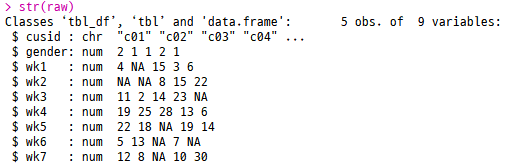 > str(raw)
Classes ‘tbl_df’, ‘tbl’ and 'data.frame':	5 obs. of  9 variables:
 $ cusid : chr  "c01" "c02" "c03" "c04" ...
 $ gender: num  2 1 1 2 1
 $ wk1   : num  4 NA 15 3 6
 $ wk2   : num  NA NA 8 15 22
 $ wk3   : num  11 2 14 23 NA
 $ wk4   : num  19 25 28 13 6
 $ wk5   : num  22 18 NA 19 14
 $ wk6   : num  5 13 NA 7 NA
 $ wk7   : num  12 8 NA 10 30